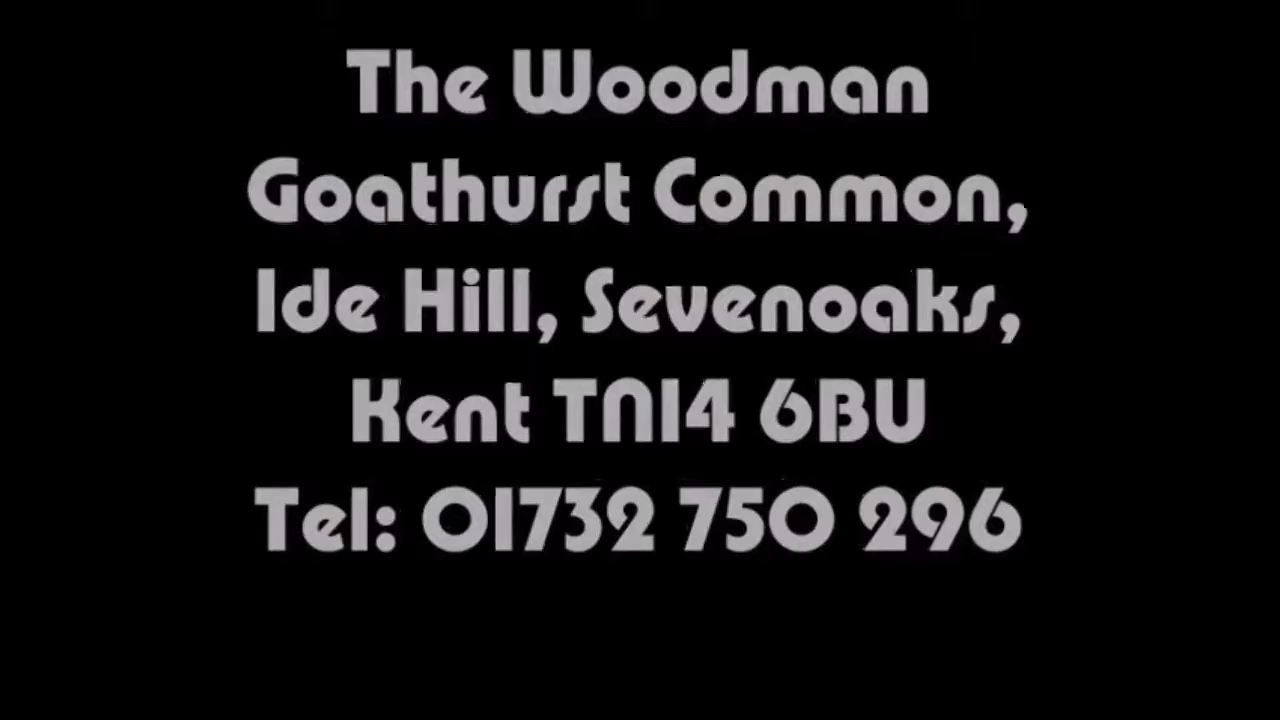 The Woodman
Goathurst Common,
Ide Hill, Sevenoaks,
Kent TN14 6BU
Tel: 01732 750 296